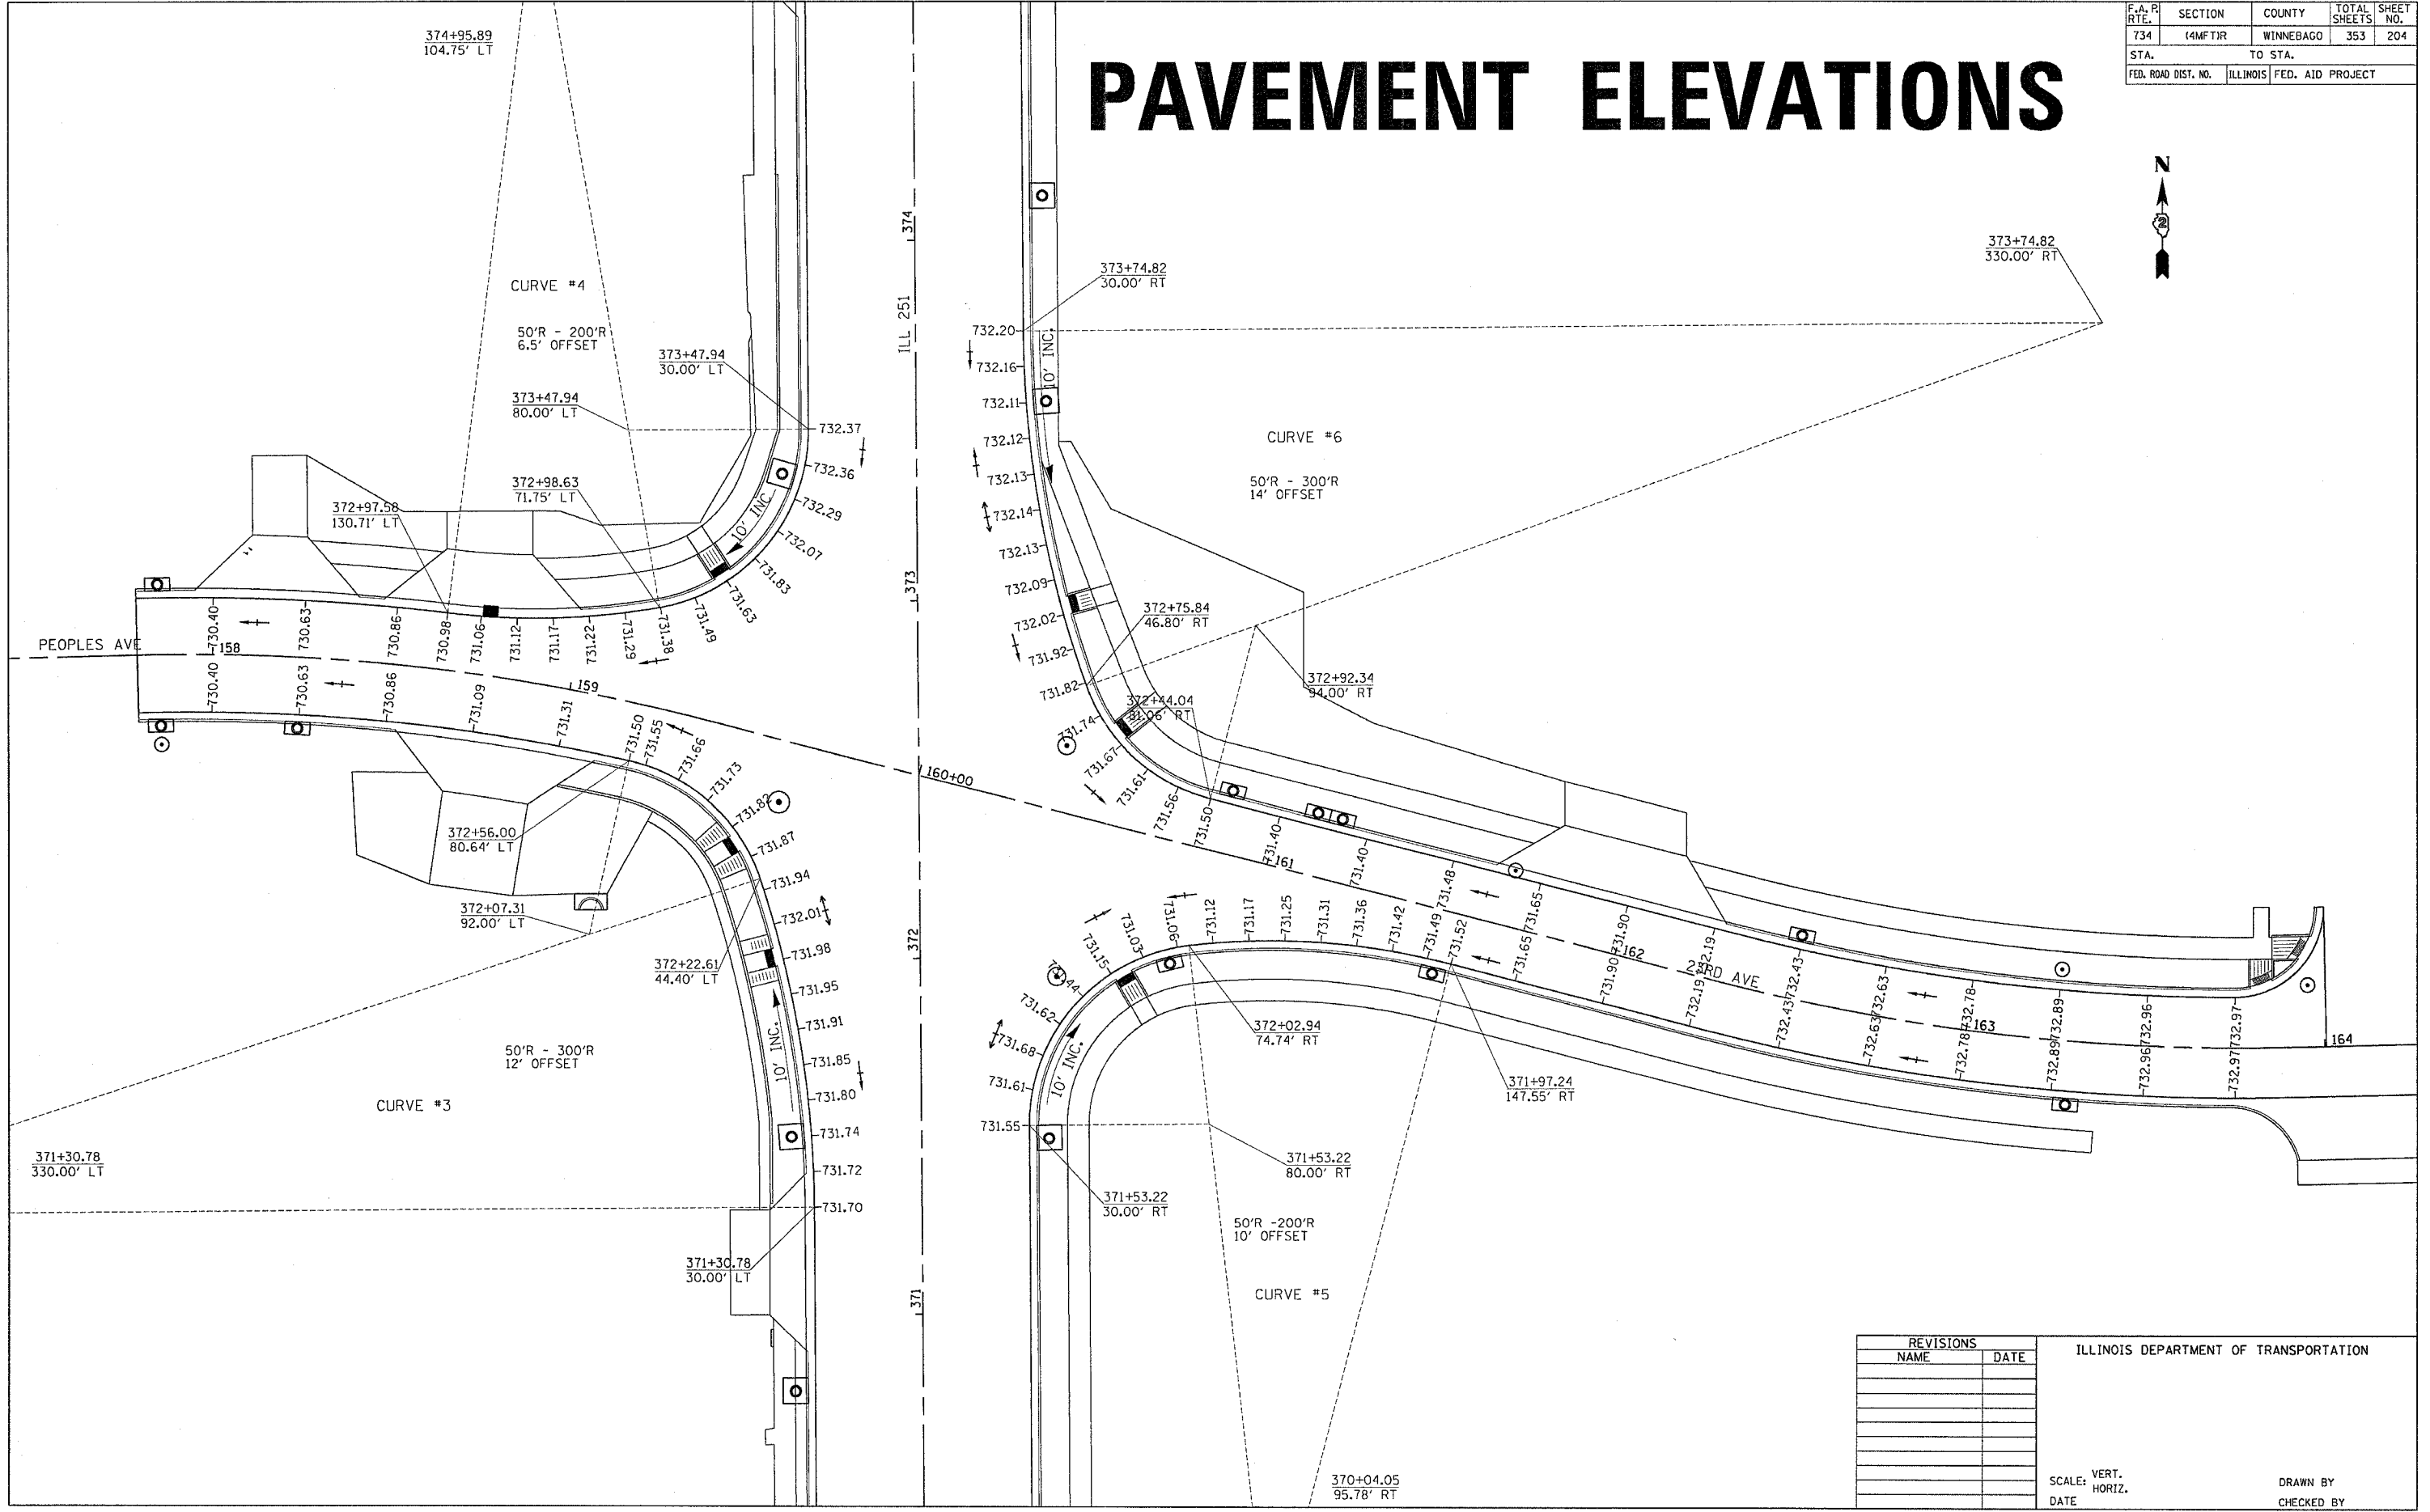 F.A.P. RTE. SECTION COUNTY TOTAL SHEETS SHEET NO.
734 (4MFT)R WINNEBAGO 353 204
STA. TO STA.
FED. ROAD DIST. NO. ILLINOIS FED. AID PROJECT
PAVEMENT ELEVATIONS
N
2
374+95.89
104.75' LT
CURVE #4
50'R - 200'R
6.5' OFFSET
373+47.94
30.00' LT
373+47.94
80.00' LT
372+98.63
71.75' LT
372+97.58
130.71' LT
10' INC.
732.37
732.36
732.29
732.07
731.83
731.63
731.49
731.38
731.29
731.22
731.17
731.12
731.06
730.98
730.86
730.63
730.40
PEOPLES AVE
158
159
160+00
161
162
163
164
730.40
730.63
730.86
731.09
731.31
731.50
731.55
731.66
731.73
731.82
731.87
731.94
732.01
731.98
731.95
731.91
731.85
731.80
731.74
731.72
731.70
372+56.00
80.64' LT
372+07.31
92.00' LT
372+22.61
44.40' LT
50'R - 300'R
12' OFFSET
CURVE #3
10' INC.
371+30.78
330.00' LT
371+30.78
30.00' LT
ILL 251
374
373
372
371
373+74.82
30.00' RT
373+74.82
330.00' RT
10' INC.
732.20
732.16
732.11
732.12
732.13
732.14
732.13
732.09
732.02
731.92
731.82
731.74
731.67
731.61
731.56
731.50
731.40
731.40
731.48
731.65
731.90
732.19
732.43
732.63
732.78
732.89
732.96
732.97
CURVE #6
50'R - 300'R
14' OFFSET
372+75.84
46.80' RT
372+92.34
94.00' RT
372+44.04
81.06' RT
23RD AVE
731.55
731.61
731.68
731.62
731.15
731.03
731.06
731.12
731.17
731.25
731.31
731.36
731.42
731.49
731.52
731.65
731.90
732.19
732.43
732.63
732.78
732.89
732.96
732.97
10' INC.
372+02.94
74.74' RT
371+97.24
147.55' RT
371+53.22
80.00' RT
371+53.22
30.00' RT
50'R -200'R
10' OFFSET
CURVE #5
370+04.05
95.78' RT
REVISIONS
NAME DATE
ILLINOIS DEPARTMENT OF TRANSPORTATION
SCALE: VERT.
HORIZ.
DATE
DRAWN BY
CHECKED BY